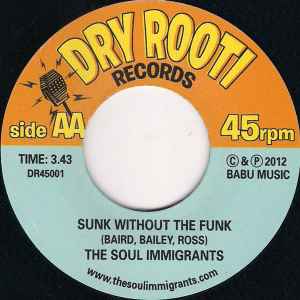 DRY ROOTI
RECORDS
side AA
45rpm
TIME: 3.43
DR45001
© & ℗ 2012
BABU MUSIC
SUNK WITHOUT THE FUNK
(BAIRD, BAILEY, ROSS)
THE SOUL IMMIGRANTS
www.thesoulimmigrants.com